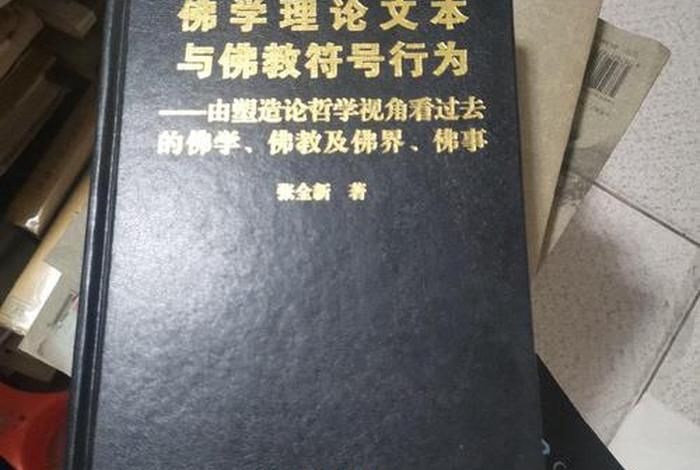 佛学理论文本
与佛教符号行为
——由塑造论哲学视角看过去
的佛学、佛教及佛界、佛事
张全新 著